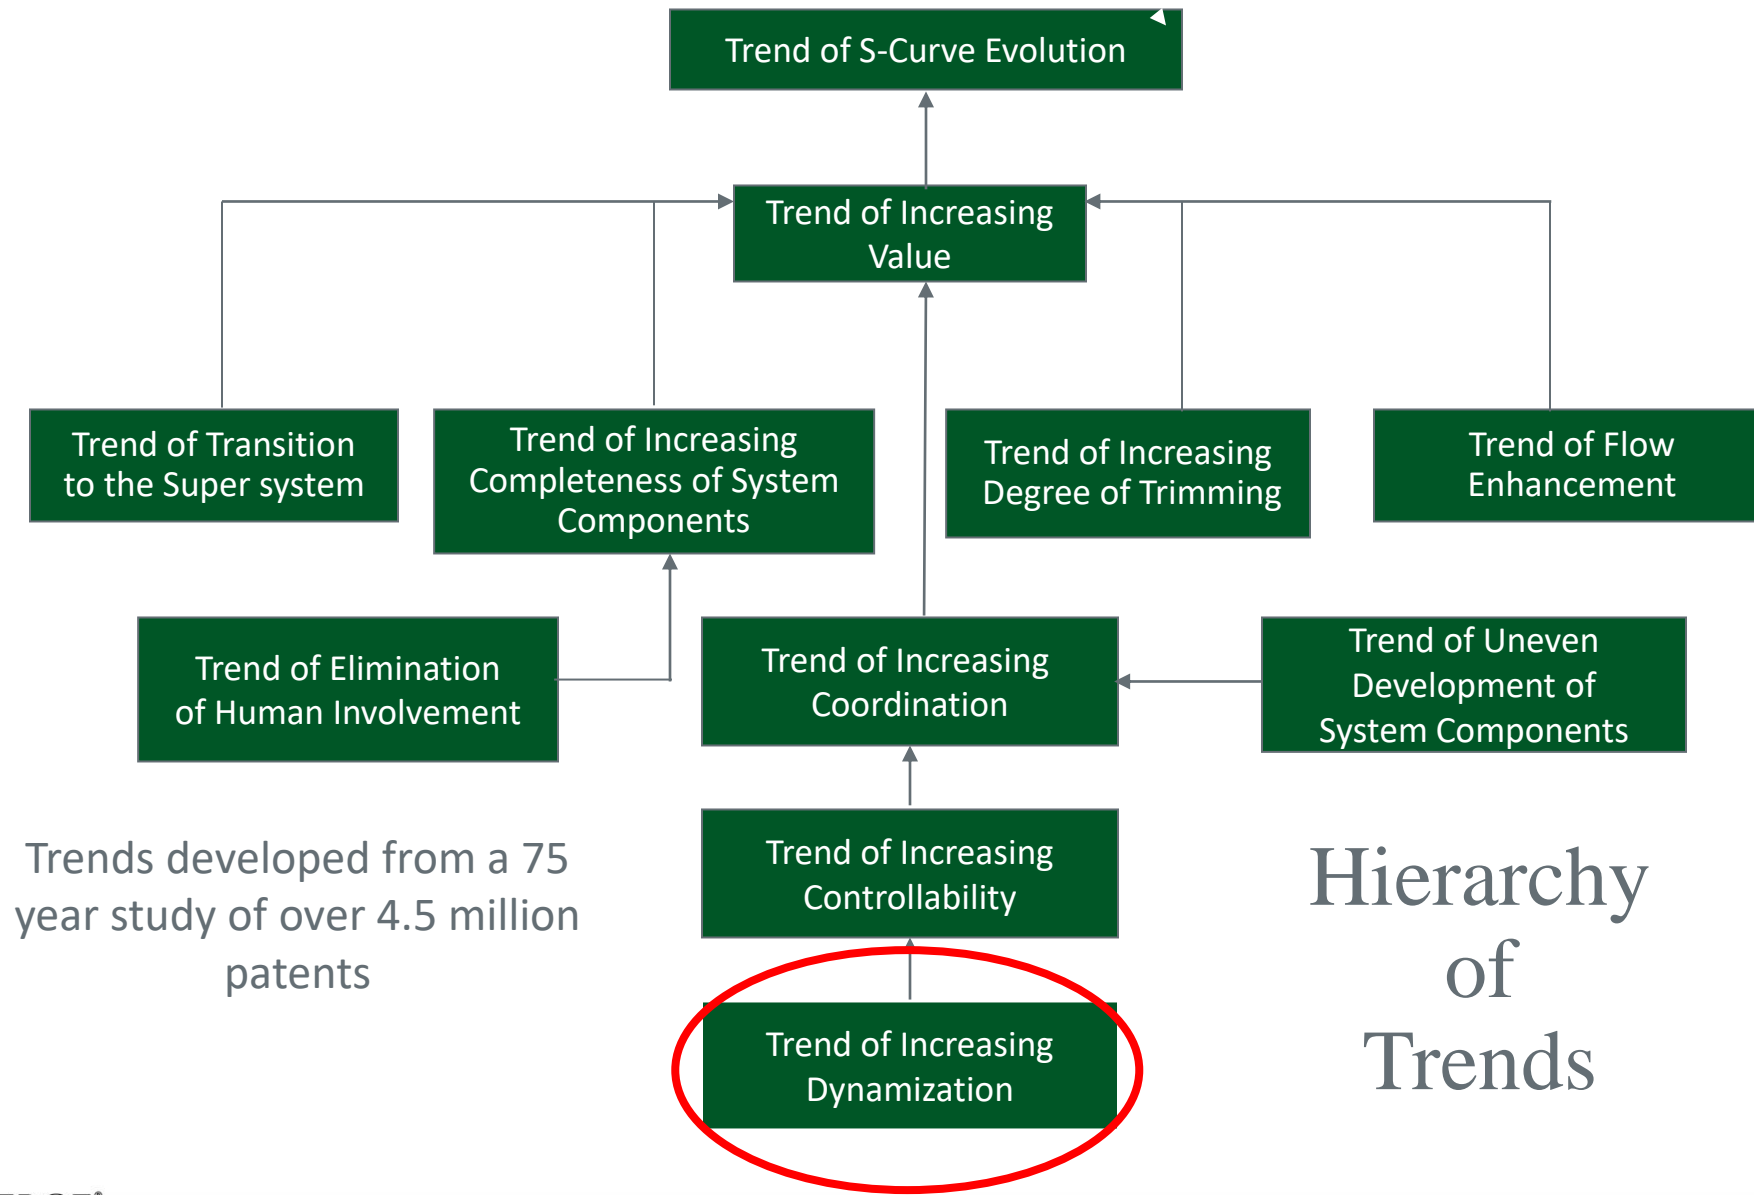 Trend of S-Curve Evolution
Trend of Increasing
Value
Trend of Transition
to the Super system
Trend of Increasing
Completeness of System
Components
Trend of Increasing
Degree of Trimming
Trend of Flow
Enhancement
Trend of Elimination
of Human Involvement
Trend of Increasing
Coordination
Trend of Uneven
Development of
System Components
Trends developed from a 75
year study of over 4.5 million
patents
Trend of Increasing
Controllability
Hierarchy
of
Trends
Trend of Increasing
Dynamization